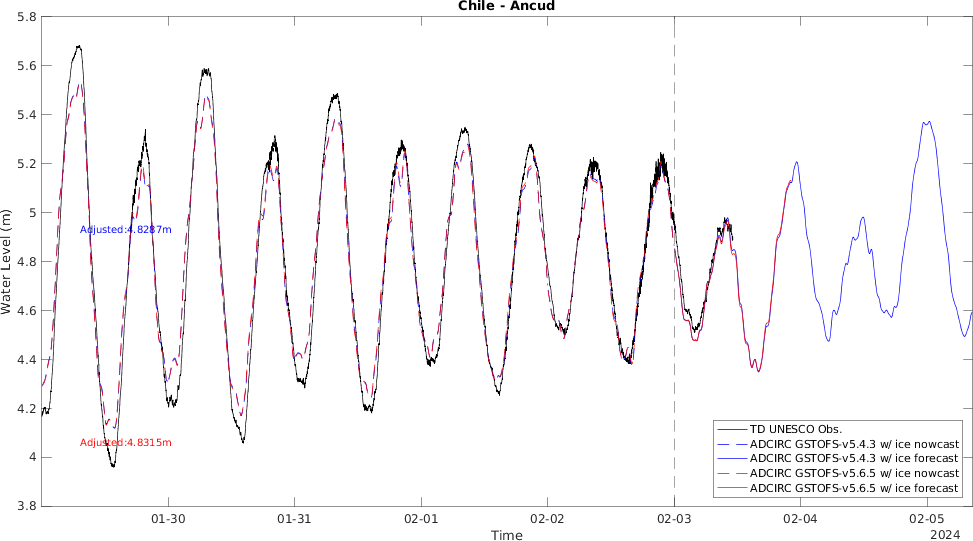 Chile - Ancud
Water Level (m)
5.8
5.6
5.4
5.2
5
4.8
4.6
4.4
4.2
4
3.8
Adjusted:4.8287m
Adjusted:4.8315m
TD UNESCO Obs.
ADCIRC GSTOFS-v5.4.3 w/ ice nowcast
ADCIRC GSTOFS-v5.4.3 w/ ice forecast
ADCIRC GSTOFS-v5.6.5 w/ ice nowcast
ADCIRC GSTOFS-v5.6.5 w/ ice forecast
01-30 01-31 02-01 02-02 02-03 02-04 02-05
Time
2024